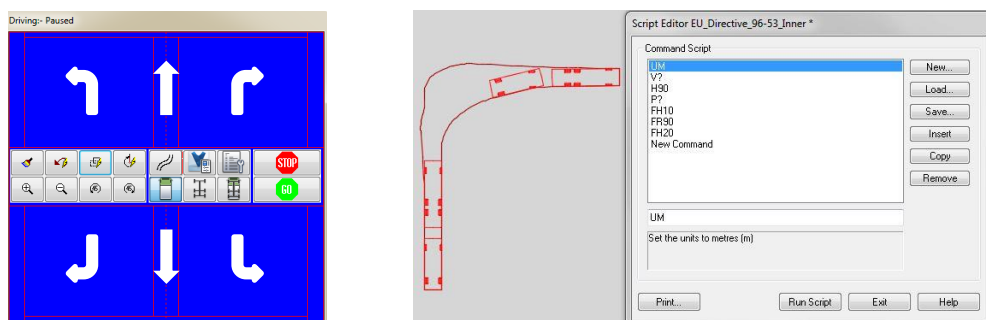 Driving:- Paused
STOP
GO
Script Editor EU_Directive_96-53_Inner *
Command Script
UM
V?
H90
P?
FH10
FR90
FH20
New Command
New...
Load...
Save...
Insert
Copy
Remove
UM
Set the units to metres (m)
Print...
Run Script
Exit
Help